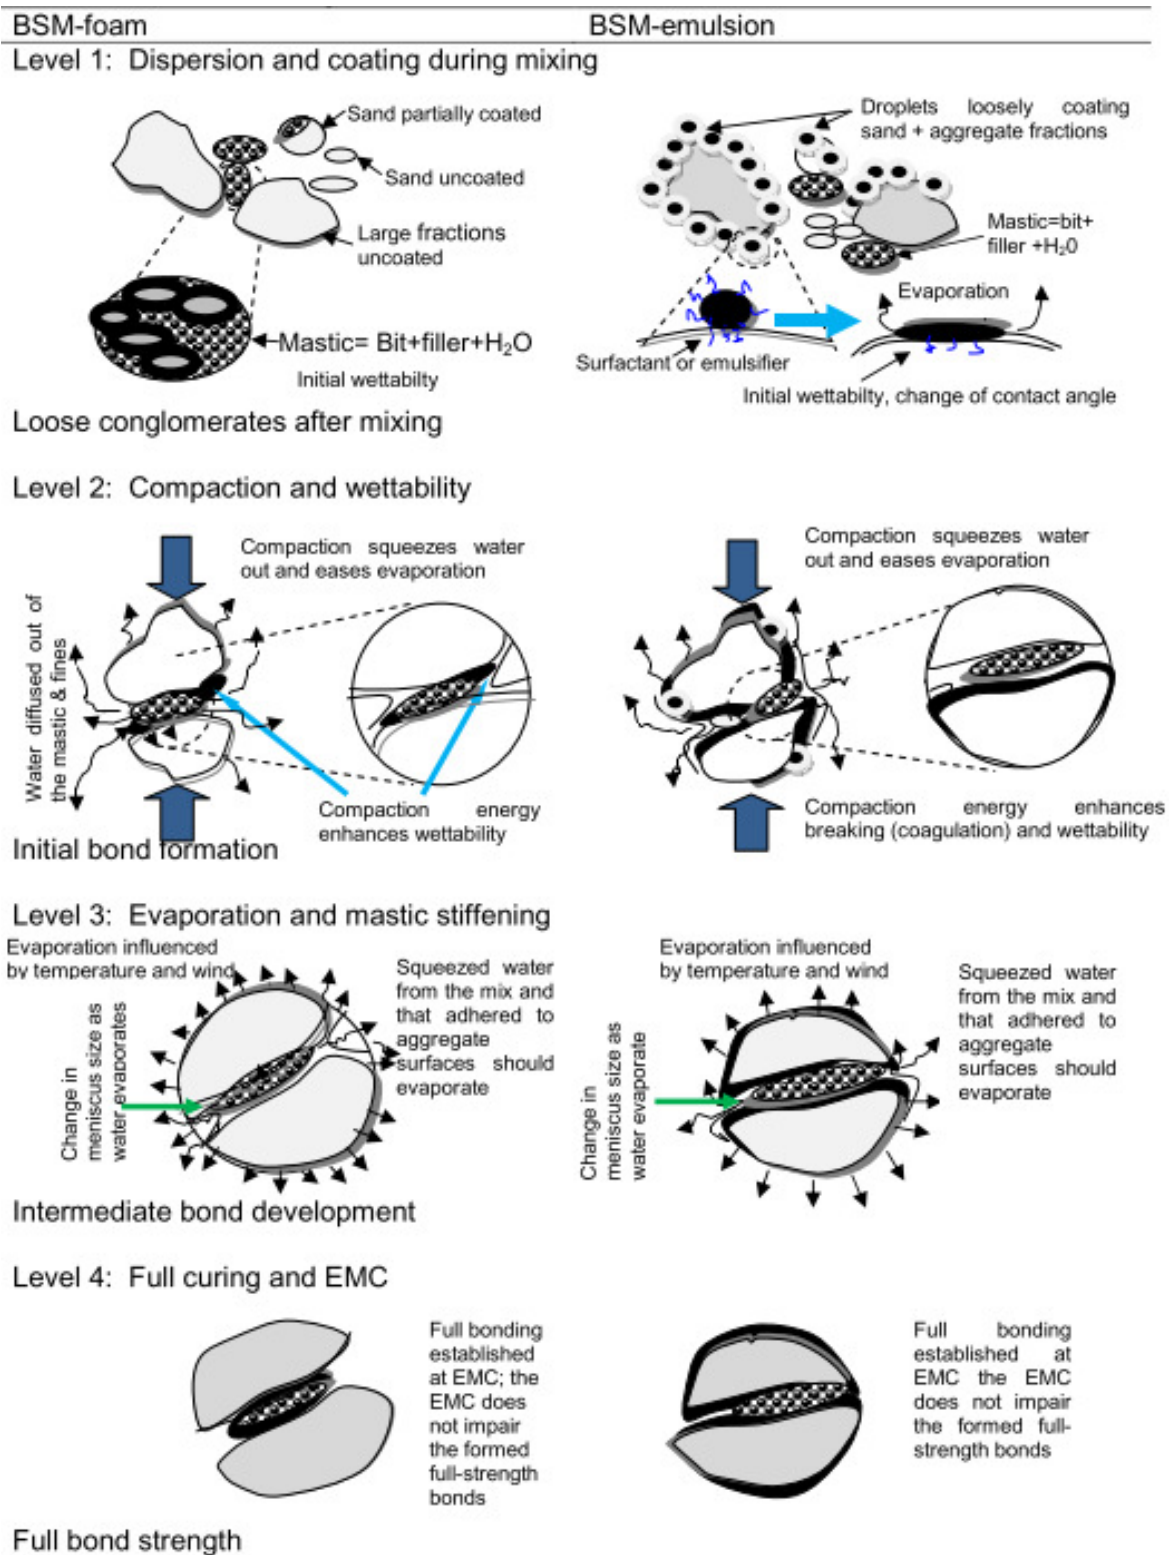 BSM-foam
BSM-emulsion
Level 1: Dispersion and coating during mixing
Sand partially coated
Sand uncoated
Large fractions
uncoated
Mastic= Bit+filler+H₂O
Initial wettabilty
Droplets loosely coating
sand + aggregate fractions
Mastic=bit+
filler +H₂0
Evaporation
Surfactant or emulsifier
Initial wettabilty, change of contact angle
Loose conglomerates after mixing
Level 2: Compaction and wettability
Compaction squeezes water
out and eases evaporation
Water diffused out of
the mastic & fines
Compaction energy
enhances wettability
Compaction squeezes water
out and eases evaporation
Compaction energy enhances
breaking (coagulation) and wettability
Initial bond formation
Level 3: Evaporation and mastic stiffening
Evaporation influenced
by temperature and wind
Change in
meniscus size as
water evaporates
Squeezed water
from the mix and
that adhered to
aggregate
surfaces should
evaporate
Evaporation influenced
by temperature and wind
Change in
meniscus size as
water evaporate
Squeezed water
from the mix and
that adhered to
aggregate
surfaces should
evaporate
Intermediate bond development
Level 4: Full curing and EMC
Full bonding
established
at EMC; the
EMC does
not impair
the formed
full-strength
bonds
Full bonding
established at
EMC the EMC
does not impair
the formed full-
strength bonds
Full bond strength